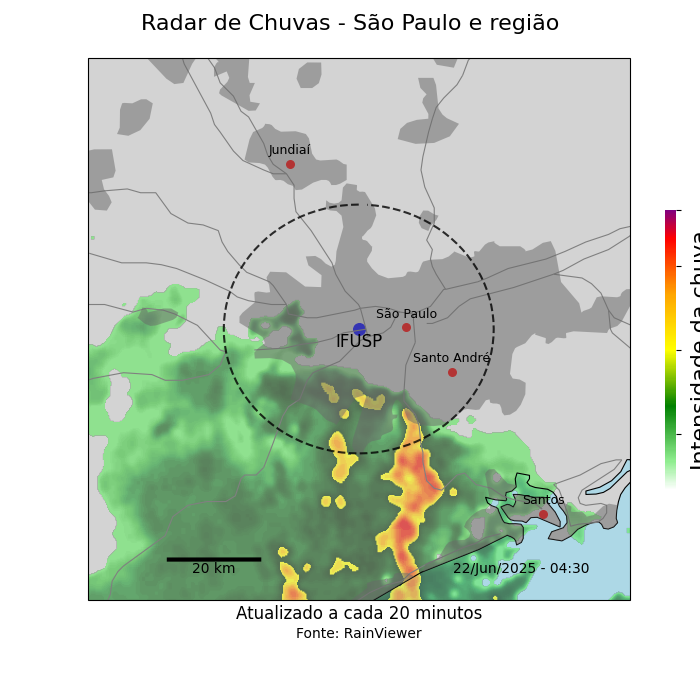 Radar de Chuvas - São Paulo e região
Jundiaí
São Paulo
IFUSP
Santo André
Santos
20 km
22/Jun/2025 - 04:30
Atualizado a cada 20 minutos
Fonte: RainViewer
Intensidade da chuva